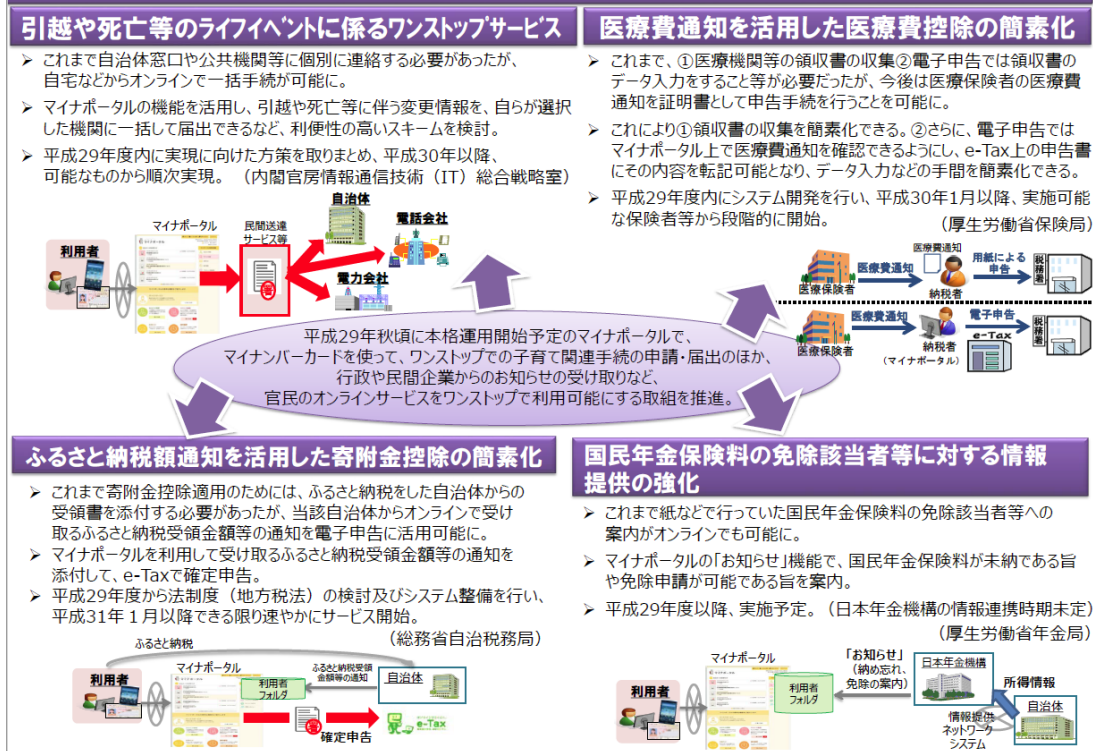 引越や死亡等のライフイベントに係るワンストップサービス
➢ これまで自治体窓口や公共機関等に個別に連絡する必要があったが、
自宅などからオンラインで一括手続が可能に。
➢ マイナポータルの機能を活用し、引越や死亡等に伴う変更情報を、自らが選択
した機関に一括して届出できるなど、利便性の高いスキームを検討。
➢ 平成29年度内に実現に向けた方策を取りまとめ、平成30年以降、
可能なものから順次実現。（内閣官房情報通信技術（IT）総合戦略室）
自治体
電話会社
民間送達
サービス等
マイナポータル
利用者
電力会社
医療費通知を活用した医療費控除の簡素化
➢ これまで、①医療機関等の領収書の収集②電子申告では領収書の
データ入力をすること等が必要だったが、今後は医療保険者の医療費
通知を証明書として申告手続を行うことを可能に。
➢ これにより①領収書の収集を簡素化できる。②さらに、電子申告では
マイナポータル上で医療費通知を確認できるようにし、e-Tax上の申告書
にその内容を転記可能となり、データ入力などの手間を簡素化できる。
➢ 平成29年度内にシステム開発を行い、平成30年1月以降、実施可能
な保険者等から段階的に開始。
（厚生労働省保険局）
医療費通知
医療費通知
用紙による
申告
税務署
医療保険者
納税者
医療費通知
電子申告
e-Tax
税務署
医療保険者
納税者
（マイナポータル）
平成29年秋頃に本格運用開始予定のマイナポータルで、
マイナンバーカードを使って、ワンストップでの子育て関連手続の申請・届出のほか、
行政や民間企業からのお知らせの受け取りなど、
官民のオンラインサービスをワンストップで利用可能にする取組を推進。
ふるさと納税額通知を活用した寄附金控除の簡素化
➢ これまで寄附金控除適用のためには、ふるさと納税をした自治体からの
受領書を添付する必要があったが、当該自治体からオンラインで受け
取るふるさと納税受領金額等の通知を電子申告に活用可能に。
➢ マイナポータルを利用して受け取るふるさと納税受領金額等の通知を
添付して、e-Taxで確定申告。
➢ 平成29年度から法制度（地方税法）の検討及びシステム整備を行い、
平成31年１月以降できる限り速やかにサービス開始。
（総務省自治税務局）
ふるさと納税
マイナポータル
ふるさと納税受領
金額等の通知
自治体
利用者
利用者
フォルダ
確定申告
e-Tax
国民年金保険料の免除該当者等に対する情報
提供の強化
➢ これまで紙などで行っていた国民年金保険料の免除該当者等への
案内がオンラインでも可能に。
➢ マイナポータルの「お知らせ」機能で、国民年金保険料が未納である旨
や免除申請が可能である旨を案内。
➢ 平成29年度以降、実施予定。（日本年金機構の情報連携時期未定）
（厚生労働省年金局）
マイナポータル
「お知らせ」
（納め忘れ、
免除の案内）
日本年金機構
利用者
利用者
フォルダ
所得情報
自治体
情報提供
ネットワーク
システム